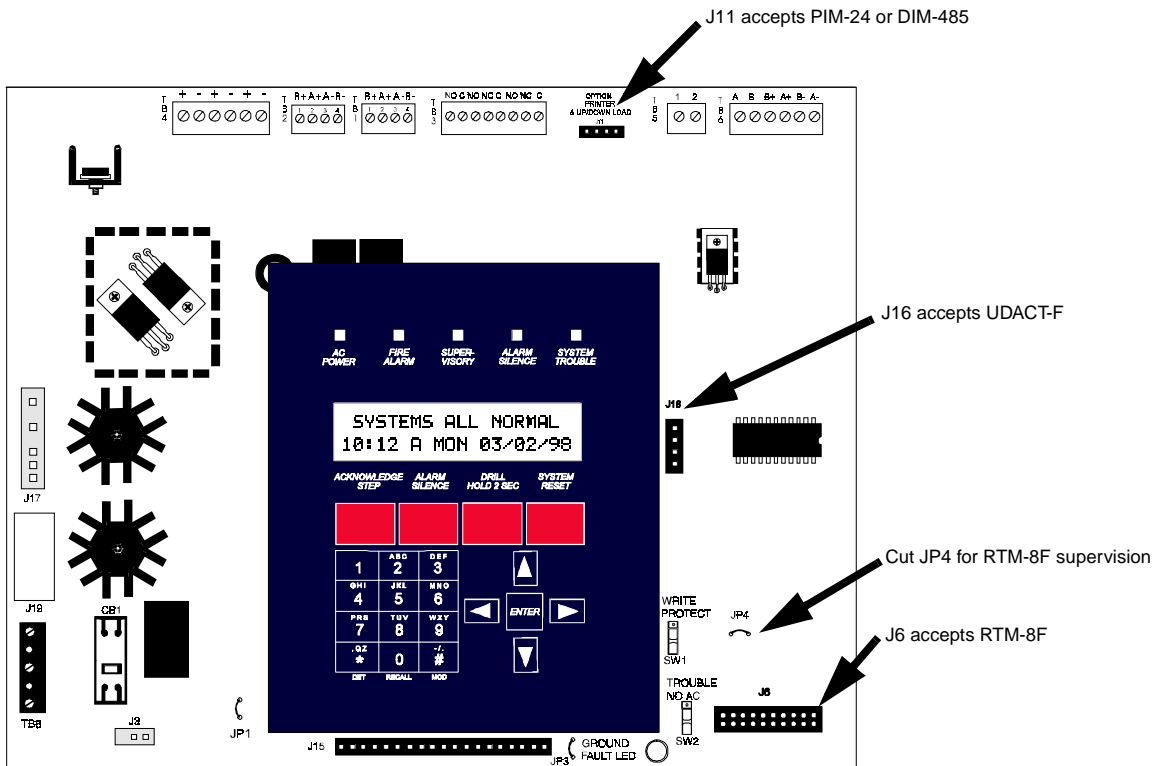 J11 accepts PIM-24 or DIM-485
TB4
+ - + - + -
TB2
B+ A+ A- B-
1 2 3 4
TB1
B+ A+ A- B-
1 2 3 4
TB3
NO C NO NC C NO NC C
OPTION
PRINTER
& UP/DOWN LOAD
J11
TB5
1 2
TB6
A B B+ A+ B- A-
J16 accepts UDACT-F
AC
POWER
FIRE
ALARM
SUPER-
VISORY
ALARM
SILENCE
SYSTEM
TROUBLE
SYSTEMS ALL NORMAL
10:12 A MON 03/02/98
J16
ACKNOWLEDGE
STEP
ALARM
SILENCE
DRILL
HOLD 2 SEC
SYSTEM
RESET
J17
1
ABC
2
DEF
3
GHI
4
JKL
5
MNO
6
PRS
7
TUV
8
WZY
9
.QZ
*
0
-/.
#
DET
RECALL
MOD
ENTER
Cut JP4 for RTM-8F supervision
J6 accepts RTM-8F
WRITE
PROTECT
SW1
JP4
J19
CB1
TROUBLE
NO AC
SW2
J6
TB8
JP1
J15
JP3
GROUND
FAULT LED